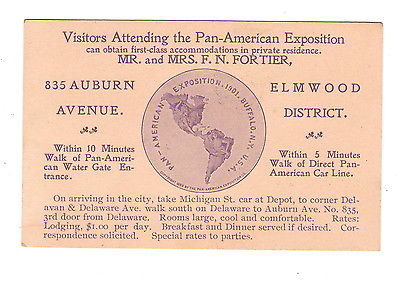 Visitors Attending the Pan-American Exposition
can obtain first-class accommodations in private residence.
MR. and MRS. F. N. FORTIER,
835 AUBURN
AVENUE.
Within 10 Minutes
Walk of Pan-Ameri-
can Water Gate En-
trance.
PAN-AMERICAN EXPOSITION, 1901, BUFFALO, N.Y., U.S.A.
ELMWOOD
DISTRICT.
Within 5 Minutes
Walk of Direct Pan-
American Car Line.
On arriving in the city, take Michigan St. car at Depot, to corner Del-
avan & Delaware Ave. walk south on Delaware to Auburn Ave. No. 835,
3rd door from Delaware. Rooms large, cool and comfortable. Rates:
Lodging, $1.00 per day. Breakfast and Dinner served if desired. Cor-
respondence solicited. Special rates to parties.